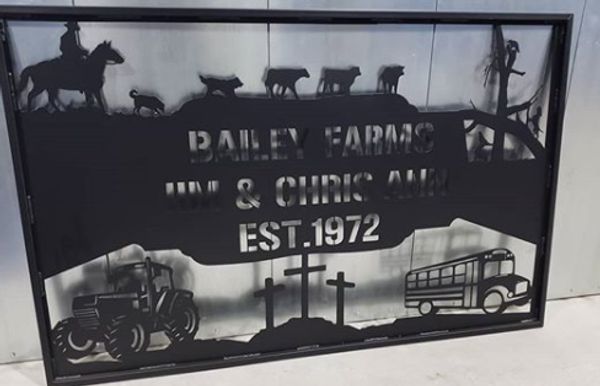 BAILEY FARMS
JIM & CHRIS ANN
EST.1972